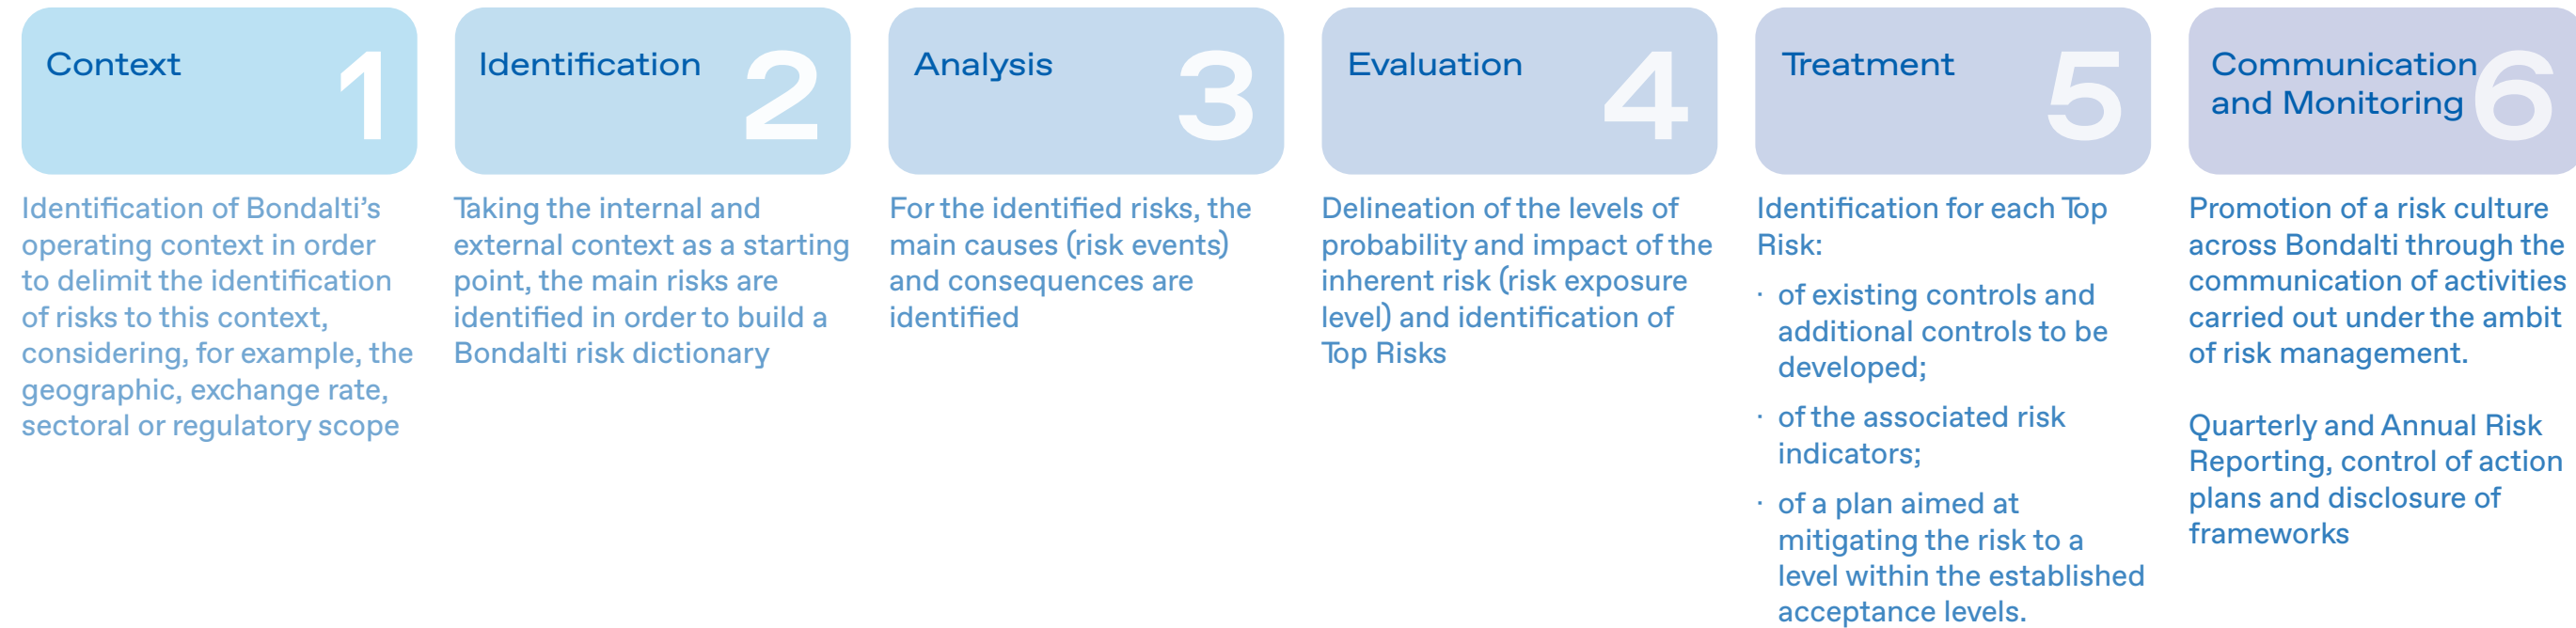 Context
1
Identification of Bondalti’s
operating context in order
to delimit the identification
of risks to this context,
considering, for example, the
geographic, exchange rate,
sectoral or regulatory scope
Identification
2
Taking the internal and
external context as a starting
point, the main risks are
identified in order to build a
Bondalti risk dictionary
Analysis
3
For the identified risks, the
main causes (risk events)
and consequences are
identified
Evaluation
4
Delineation of the levels of
probability and impact of the
inherent risk (risk exposure
level) and identification of
Top Risks
Treatment
5
Identification for each Top
Risk:
· of existing controls and
additional controls to be
developed;
· of the associated risk
indicators;
· of a plan aimed at
mitigating the risk to a
level within the established
acceptance levels.
Communication
and Monitoring
6
Promotion of a risk culture
across Bondalti through the
communication of activities
carried out under the ambit
of risk management.
Quarterly and Annual Risk
Reporting, control of action
plans and disclosure of
frameworks